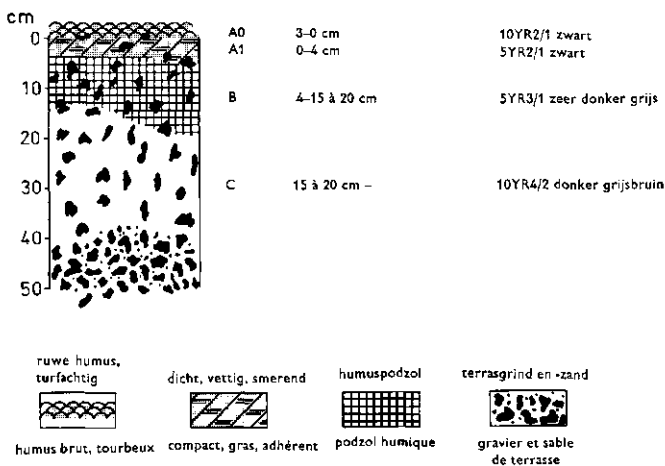 cm
A0 3–0 cm 10YR2/1 zwart
0
A1 0–4 cm 5YR2/1 zwart
10
B 4–15 à 20 cm 5YR3/1 zeer donker grijs
20
C 15 à 20 cm – 10YR4/2 donker grijsbruin
30
40
50
ruwe humus,
turfachtig
dicht, vettig, smerend
humuspodzol
terrasgrind en -zand
humus brut, tourbeux
compact, gras, adhérent
podzol humique
gravier et sable
de terrasse